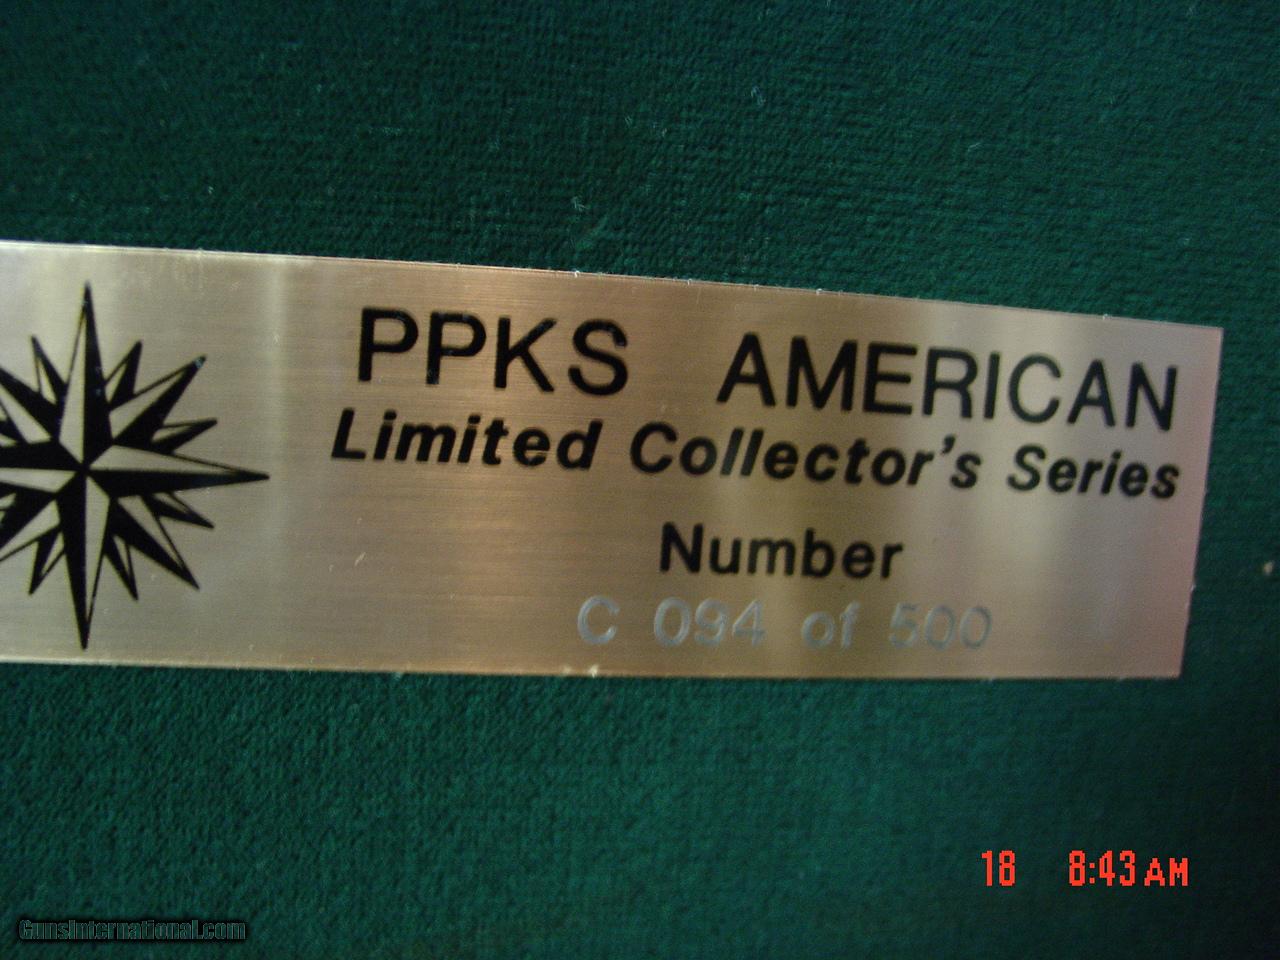 PPKS AMERICAN
Limited Collector's Series
Number
C 094 of 500
18 8:43 AM
GunsInternational.com